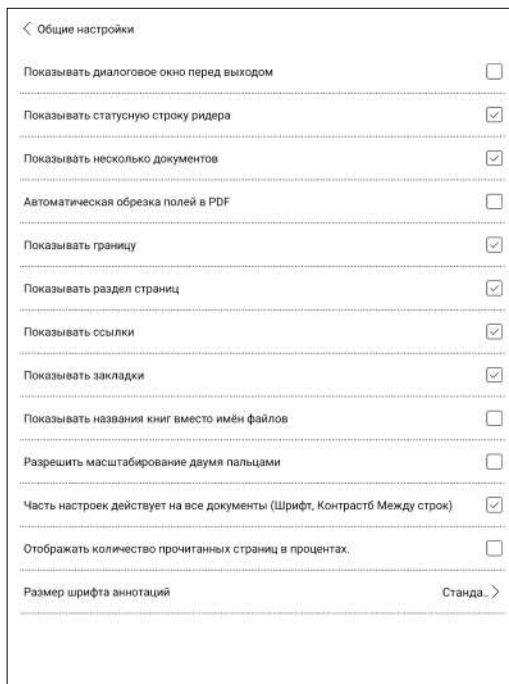 Общие настройки
Показывать диалоговое окно перед выходом
Показывать статусную строку ридера
Показывать несколько документов
Автоматическая обрезка полей в PDF
Показывать границу
Показывать раздел страниц
Показывать ссылки
Показывать закладки
Показывать названия книг вместо имён файлов
Разрешить масштабирование двумя пальцами
Часть настроек действует на все документы (Шрифт, Контрастб Между строк)
Отображать количество прочитанных страниц в процентах.
Размер шрифта аннотаций Станда..